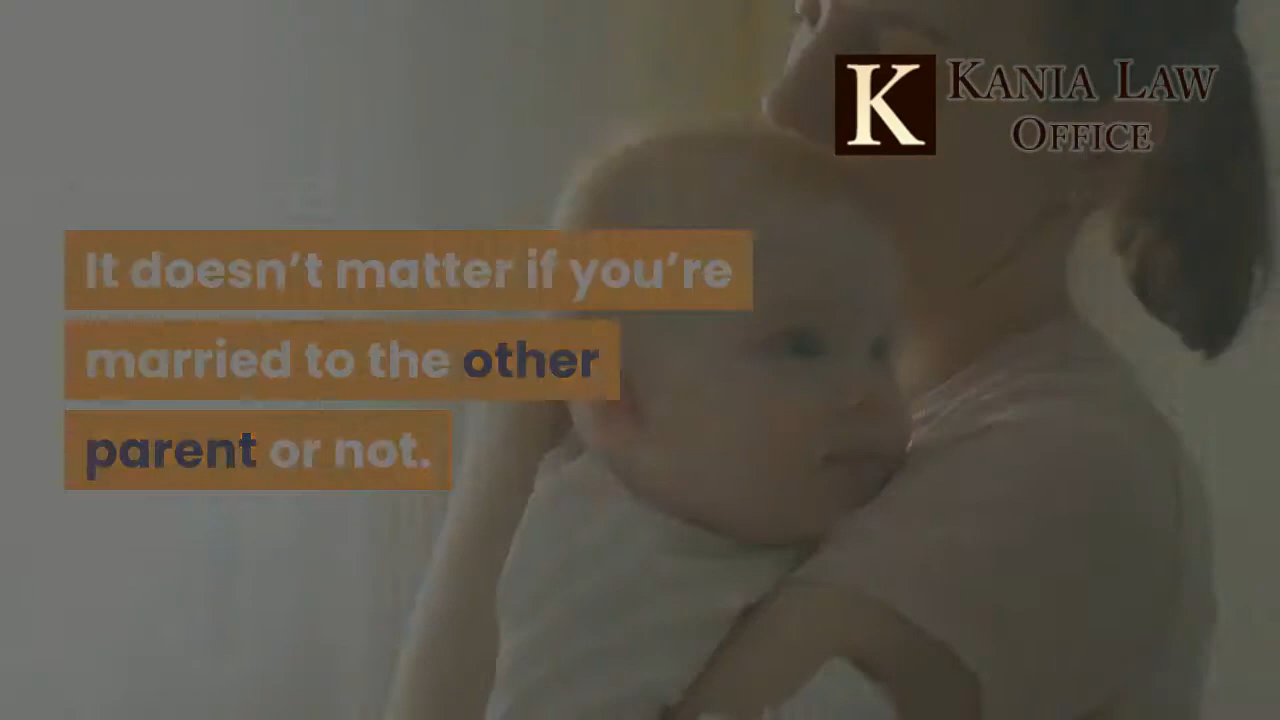 K KANIA LAW
OFFICE
It doesn't matter if you're
married to the other
parent or not.